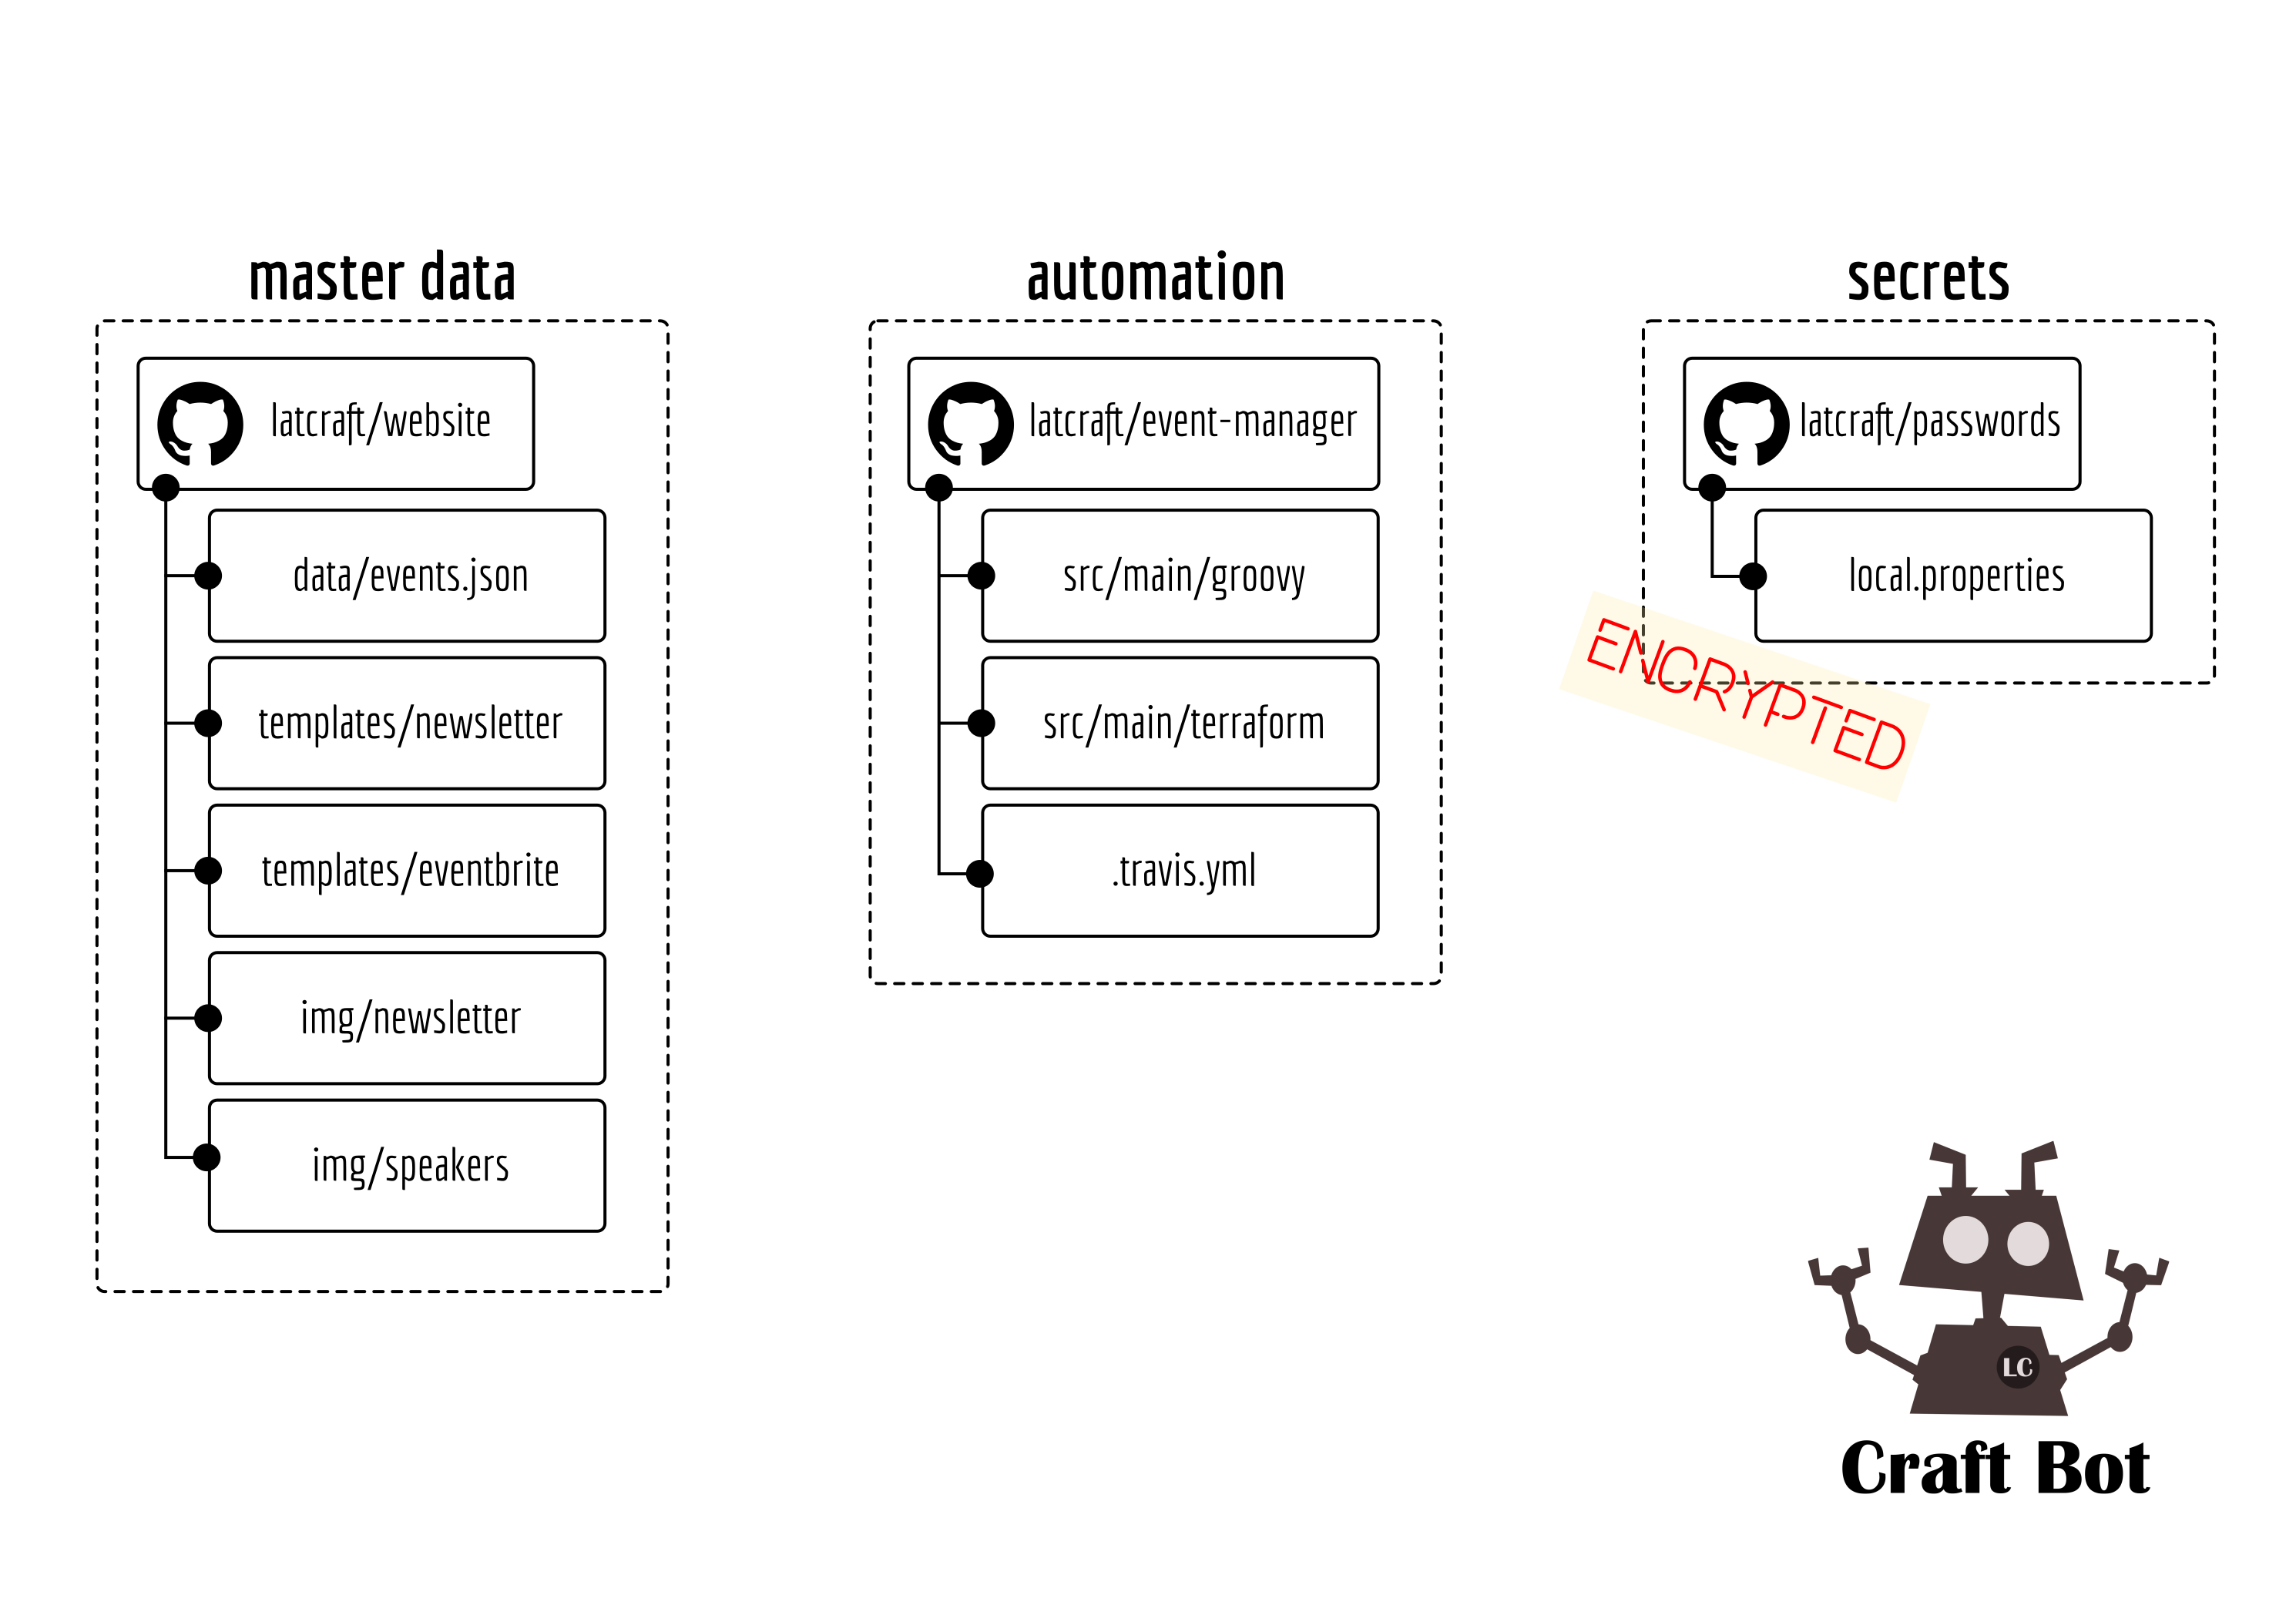 master data
latcraft/website
data/events.json
templates/newsletter
templates/eventbrite
img/newsletter
img/speakers
automation
latcraft/event-manager
src/main/groovy
src/main/terraform
.travis.yml
secrets
latcraft/passwords
local.properties
ENCRYPTED
LC
Craft Bot